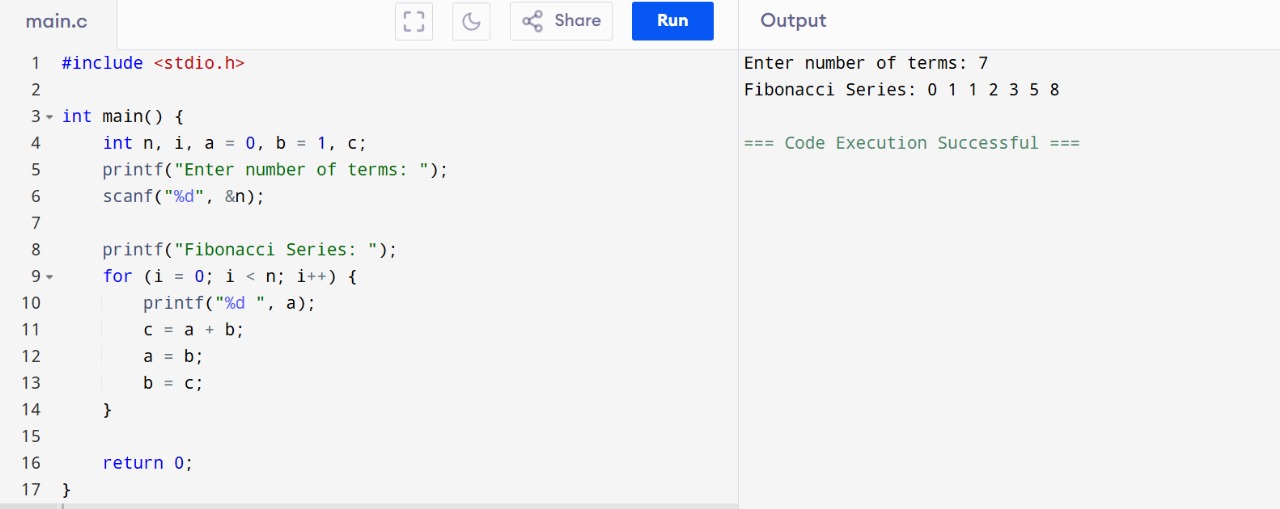 main.c Share Run Output
1 #include <stdio.h>
2
3 int main() {
4     int n, i, a = 0, b = 1, c;
5     printf("Enter number of terms: ");
6     scanf("%d", &n);
7
8     printf("Fibonacci Series: ");
9     for (i = 0; i < n; i++) {
10         printf("%d ", a);
11         c = a + b;
12         a = b;
13         b = c;
14     }
15
16     return 0;
17 }
Enter number of terms: 7
Fibonacci Series: 0 1 1 2 3 5 8
=== Code Execution Successful ===